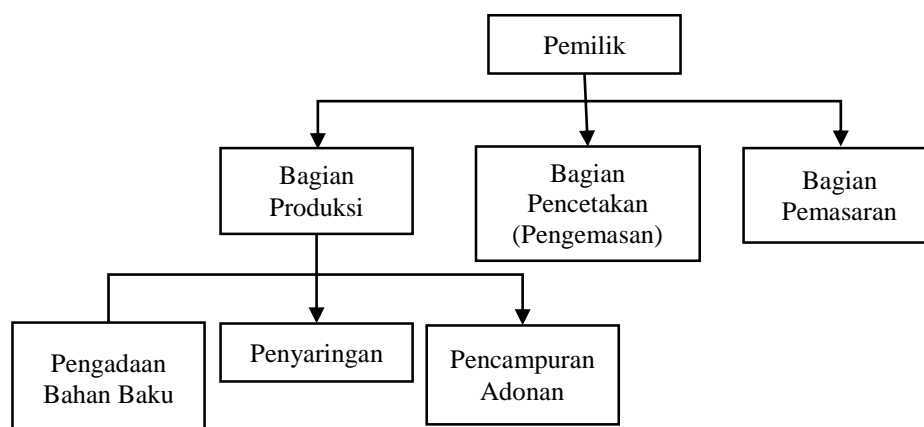 Pemilik
Bagian
Produksi
Bagian
Pencetakan
(Pengemasan)
Bagian
Pemasaran
Pengadaan
Bahan Baku
Penyaringan
Pencampuran
Adonan